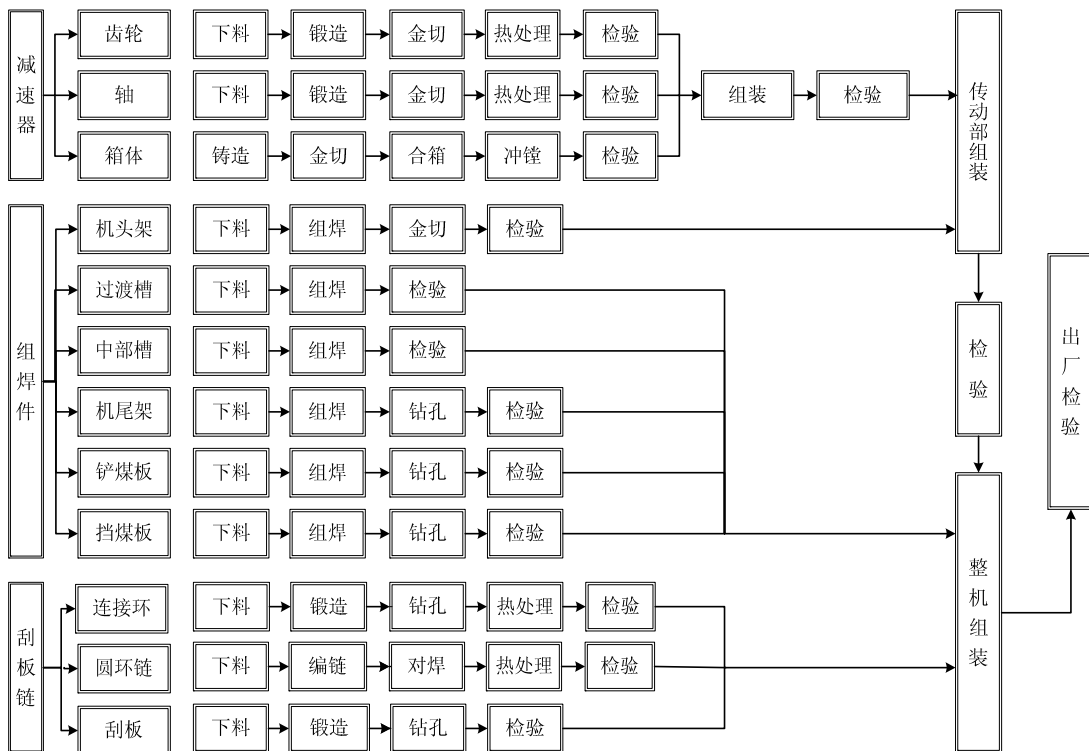 减速器
齿轮 下料 锻造 金切 热处理 检验
轴 下料 锻造 金切 热处理 检验 组装 检验 传动部组装
箱体 铸造 金切 合箱 冲镗 检验
组焊件
机头架 下料 组焊 金切 检验
过渡槽 下料 组焊 检验
中部槽 下料 组焊 检验
机尾架 下料 组焊 钻孔 检验
铲煤板 下料 组焊 钻孔 检验
挡煤板 下料 组焊 钻孔 检验
检验
出厂检验
刮板链
连接环 下料 锻造 钻孔 热处理 检验
圆环链 下料 编链 对焊 热处理 检验
刮板 下料 锻造 钻孔 检验
整机组装